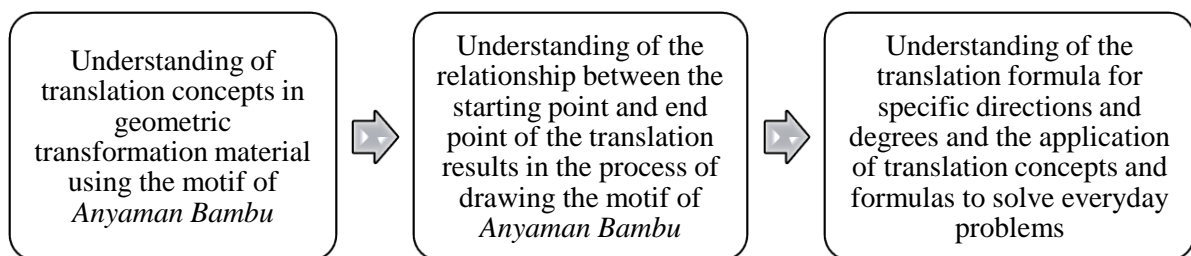 Understanding of
translation concepts in
geometric
transformation material
using the motif of
Anyaman Bambu
Understanding of the
relationship between the
starting point and end
point of the translation
results in the process of
drawing the motif of
Anyaman Bambu
Understanding of the
translation formula for
specific directions and
degrees and the application
of translation concepts and
formulas to solve everyday
problems